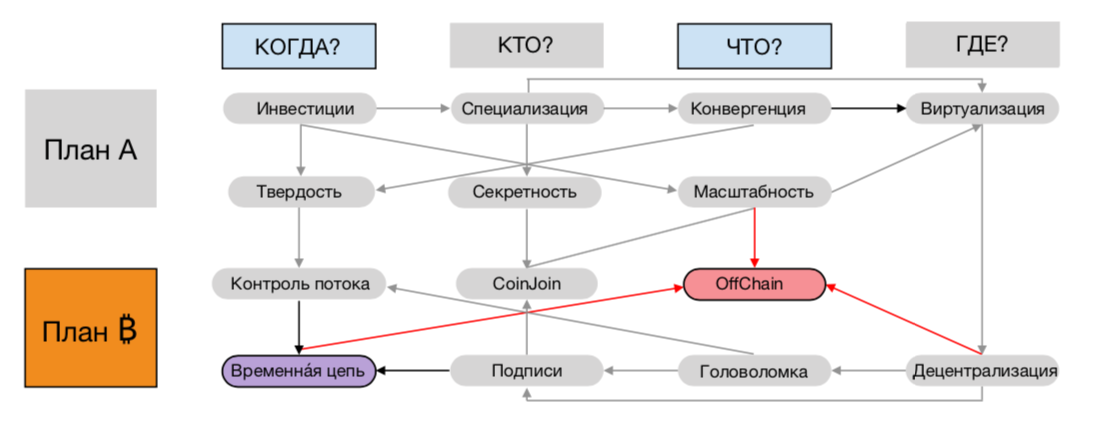 КОГДА?
КТО?
ЧТО?
ГДЕ?
План А
Инвестиции
Специализация
Конвергенция
Виртуализация
Твердость
Секретность
Масштабность
План ₿
Контроль потока
CoinJoin
OffChain
Временна́я цепь
Подписи
Головоломка
Децентрализация